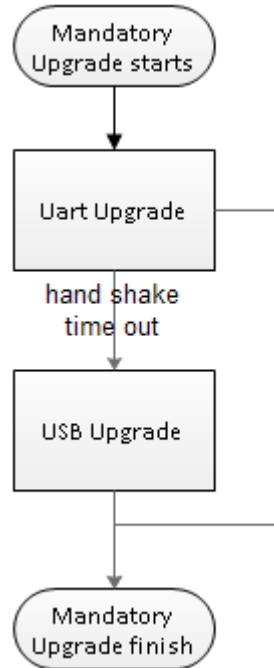 Mandatory
Upgrade starts
Uart Upgrade
hand shake
time out
USB Upgrade
Mandatory
Upgrade finish